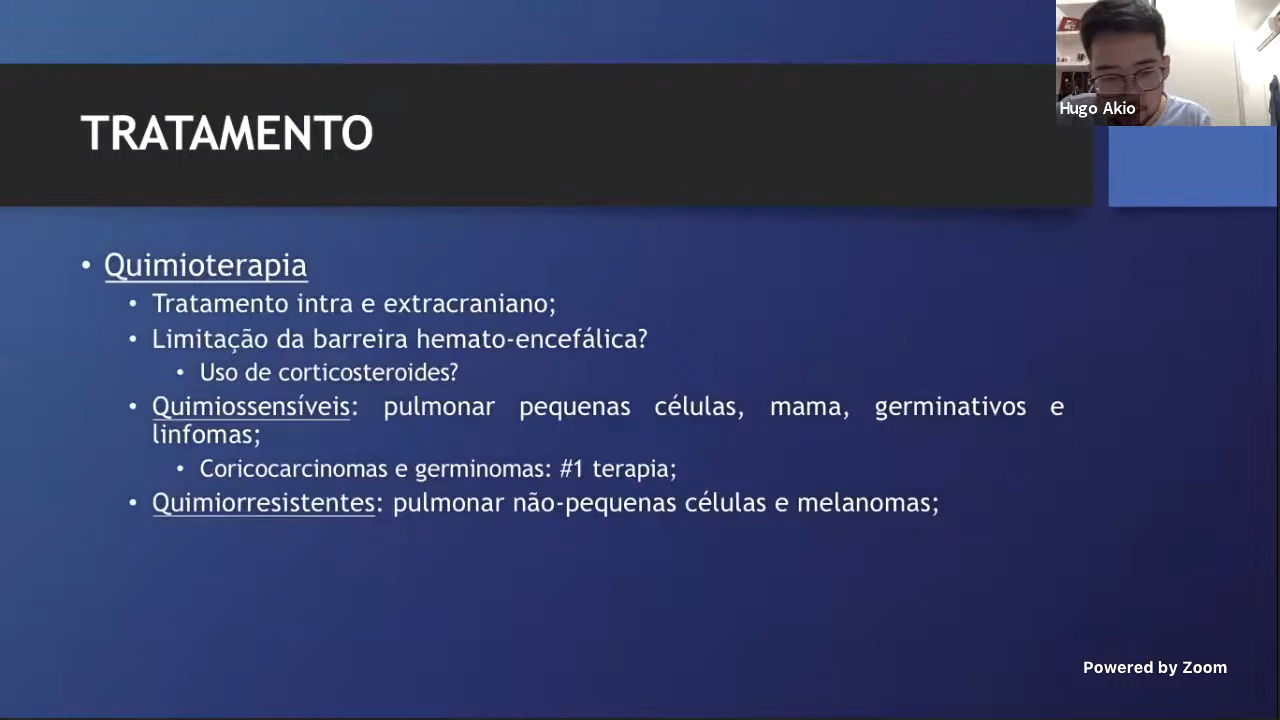 Hugo Akio
TRATAMENTO
• Quimioterapia
• Tratamento intra e extracraniano;
• Limitação da barreira hemato-encefálica?
• Uso de corticosteroides?
• Quimiossensíveis: pulmonar pequenas células, mama, germinativos e
linfomas;
• Coricocarcinomas e germinomas: #1 terapia;
• Quimiorresistentes: pulmonar não-pequenas células e melanomas;
Powered by Zoom